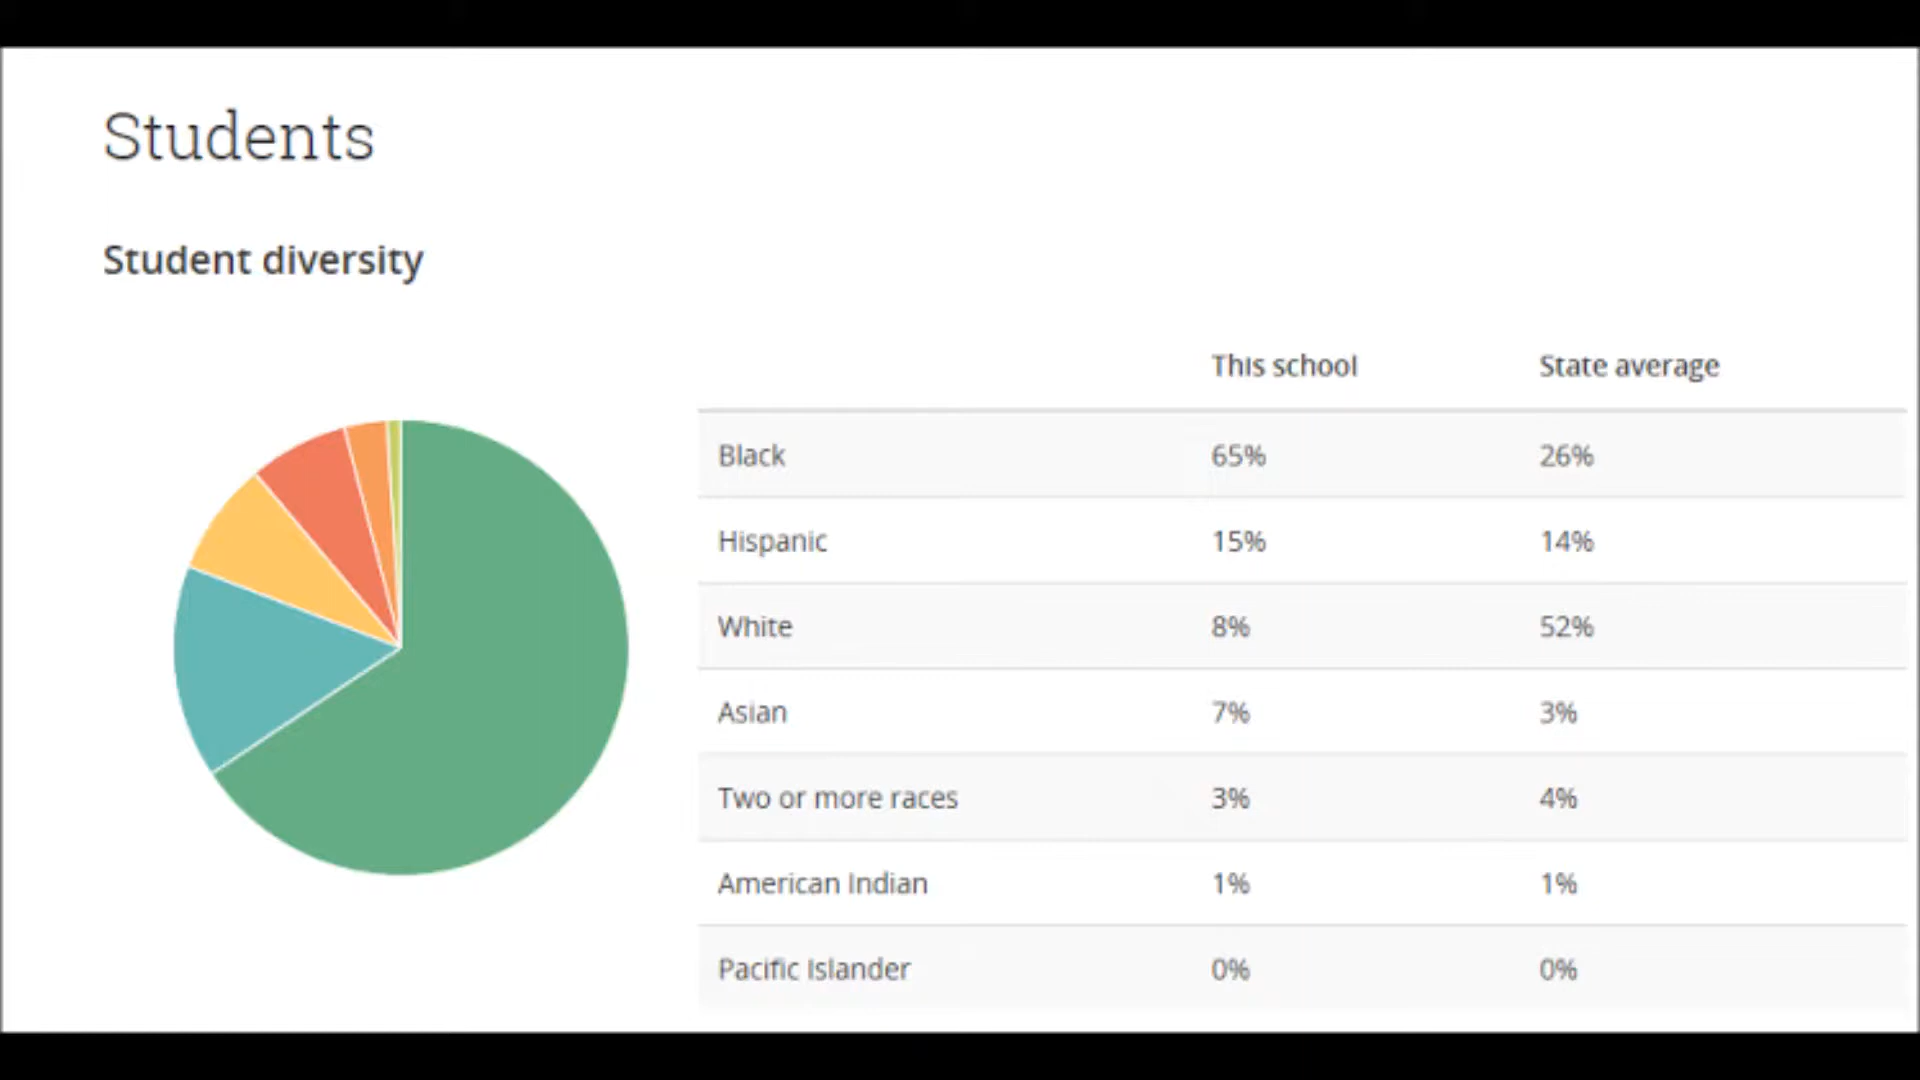 Students
Student diversity
This school State average
Black 65% 26%
Hispanic 15% 14%
White 8% 52%
Asian 7% 3%
Two or more races 3% 4%
American Indian 1% 1%
Pacific Islander 0% 0%